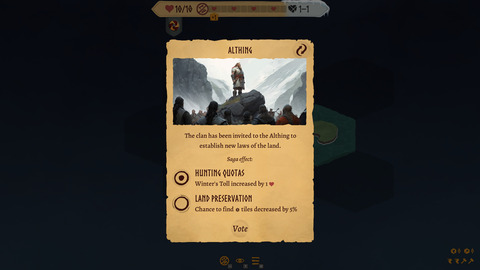 10/10
1-1
ALTHING
The clan has been invited to the Althing to
establish new laws of the land.
Saga effect:
HUNTING QUOTAS
Winter's Toll increased by 1
LAND PRESERVATION
Chance to find tiles decreased by 5%
Vote